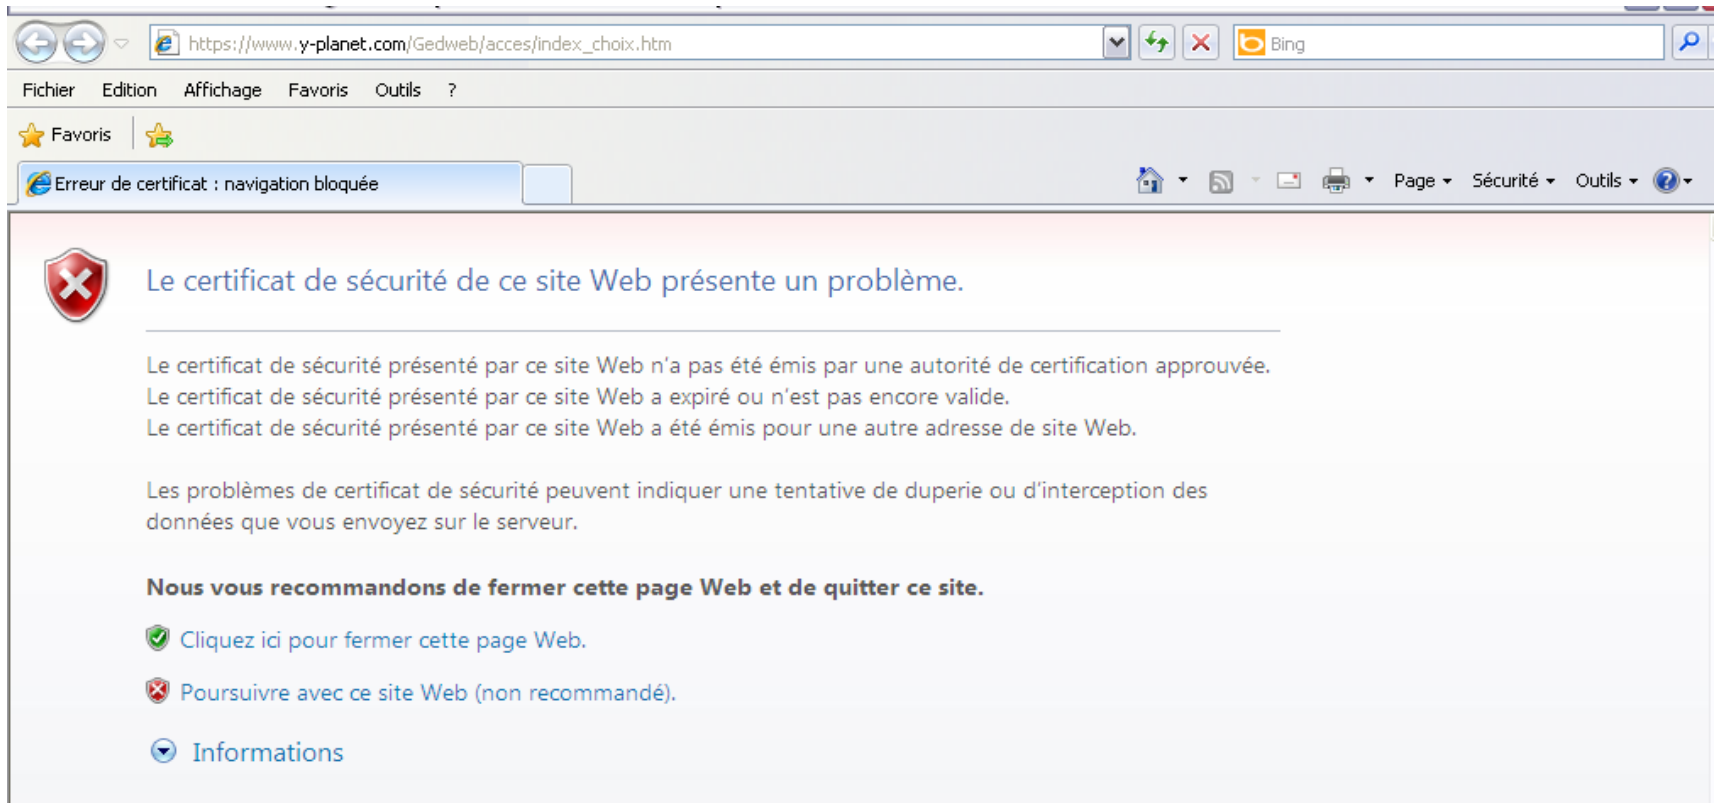 https://www.y-planet.com/Gedweb/acces/index_choix.htm
Bing
Fichier Edition Affichage Favoris Outils ?
Favoris
Erreur de certificat : navigation bloquée
Page Sécurité Outils
Le certificat de sécurité de ce site Web présente un problème.
Le certificat de sécurité présenté par ce site Web n'a pas été émis par une autorité de certification approuvée.
Le certificat de sécurité présenté par ce site Web a expiré ou n'est pas encore valide.
Le certificat de sécurité présenté par ce site Web a été émis pour une autre adresse de site Web.
Les problèmes de certificat de sécurité peuvent indiquer une tentative de duperie ou d'interception des
données que vous envoyez sur le serveur.
Nous vous recommandons de fermer cette page Web et de quitter ce site.
Cliquez ici pour fermer cette page Web.
Poursuivre avec ce site Web (non recommandé).
Informations